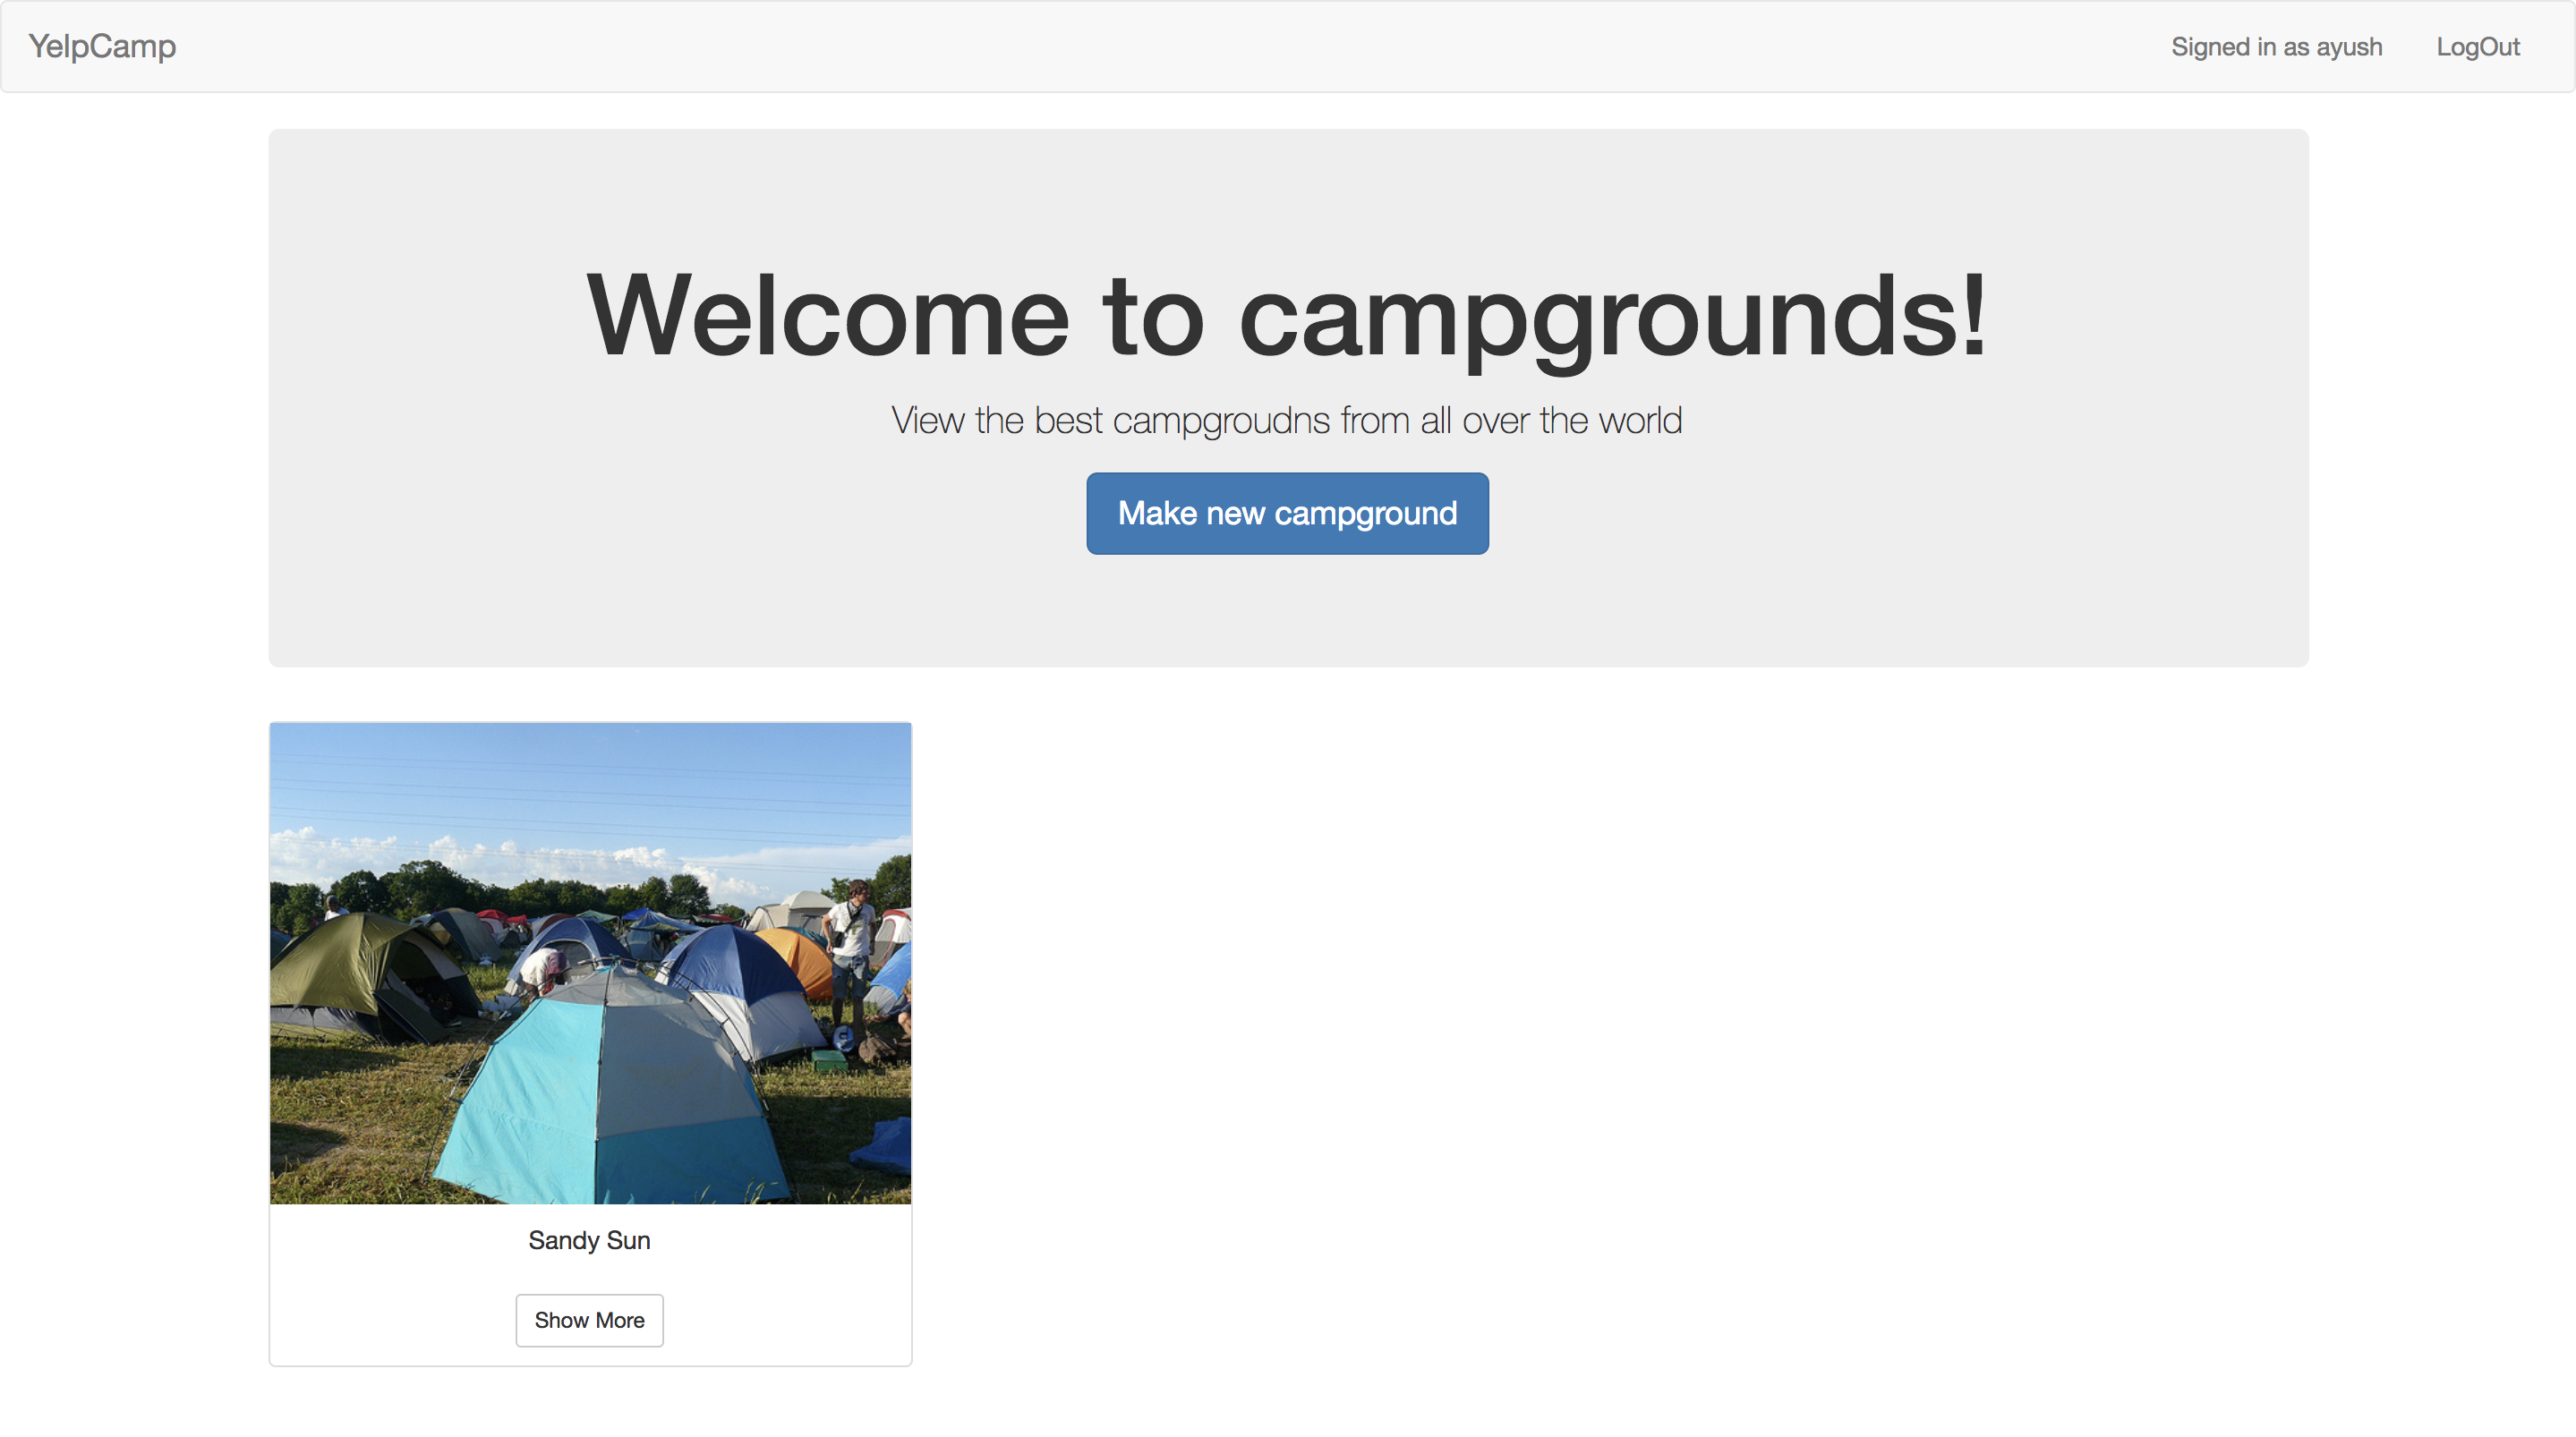 YelpCamp
Signed in as ayush
LogOut
Welcome to campgrounds!
View the best campgroudns from all over the world
Make new campground
Sandy Sun
Show More